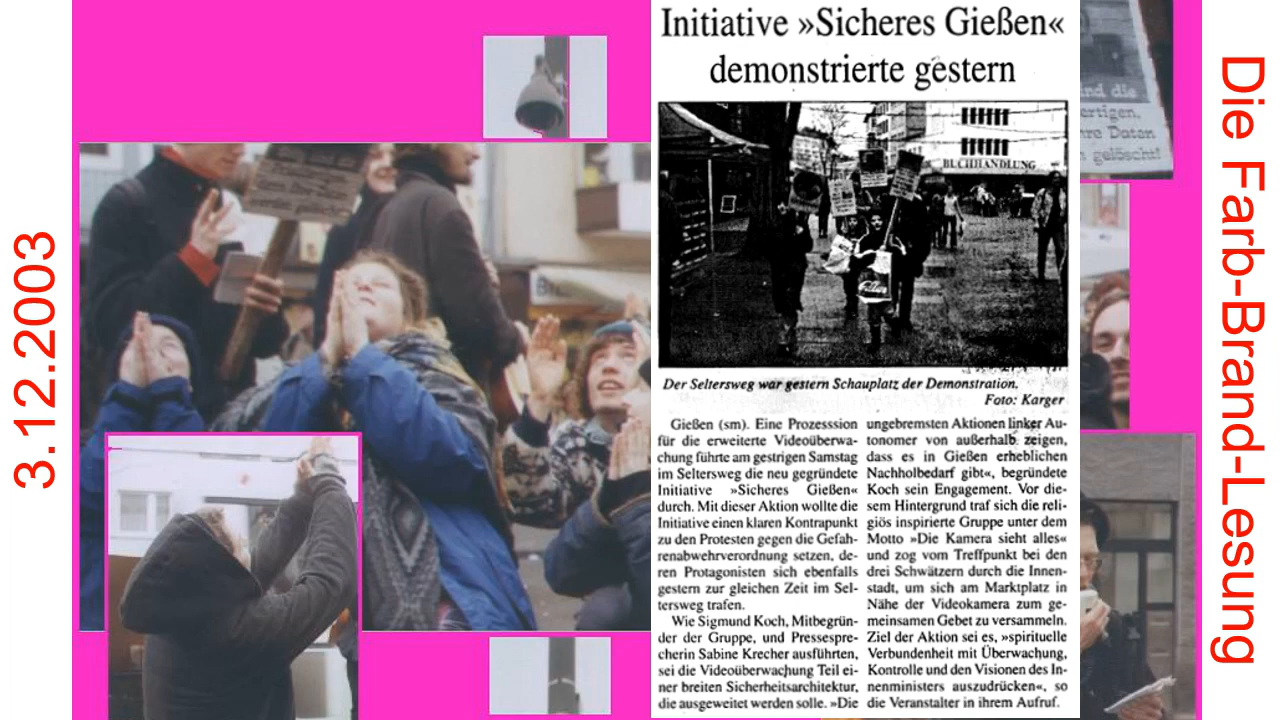 3.12.2003
Initiative »Sicheres Gießen«
demonstrierte gestern
BUCHHANDLUNG
Der Seltersweg war gestern Schauplatz der Demonstration.
Foto: Karger
Gießen (sm). Eine Prozesssion
für die erweiterte Videoüberwa-
chung führte am gestrigen Samstag
im Seltersweg die neu gegründete
Initiative »Sicheres Gießen«
durch. Mit dieser Aktion wollte die
Initiative einen klaren Kontrapunkt
zu den Protesten gegen die Gefah-
renabwehrverordnung setzen, de-
ren Protagonisten sich ebenfalls
gestern zur gleichen Zeit im Sel-
tersweg trafen.
Wie Sigmund Koch, Mitbegrün-
der der Gruppe, und Pressespre-
cherin Sabine Krecher ausführten,
sei die Videoüberwachung Teil ei-
ner breiten Sicherheitsarchitektur,
die ausgeweitet werden solle. »Die
ungebremsten Aktionen linker Au-
tonomer von außerhalb zeigen,
dass es in Gießen erheblichen
Nachholbedarf gibt«, begründete
Koch sein Engagement. Vor die-
sem Hintergrund traf sich die reli-
giös inspirierte Gruppe unter dem
Motto »Die Kamera sieht alles«
und zog vom Treffpunkt bei den
drei Schwätzern durch die Innen-
stadt, um sich am Marktplatz in
Nähe der Videokamera zum ge-
meinsamen Gebet zu versammeln.
Ziel der Aktion sei es, »spirituelle
Verbundenheit mit Überwachung,
Kontrolle und den Visionen des In-
nenministers auszudrücken«, so
die Veranstalter in ihrem Aufruf.
die
ertigen,
Daten
gelöscht!
Die Farb-Brand-Lesung